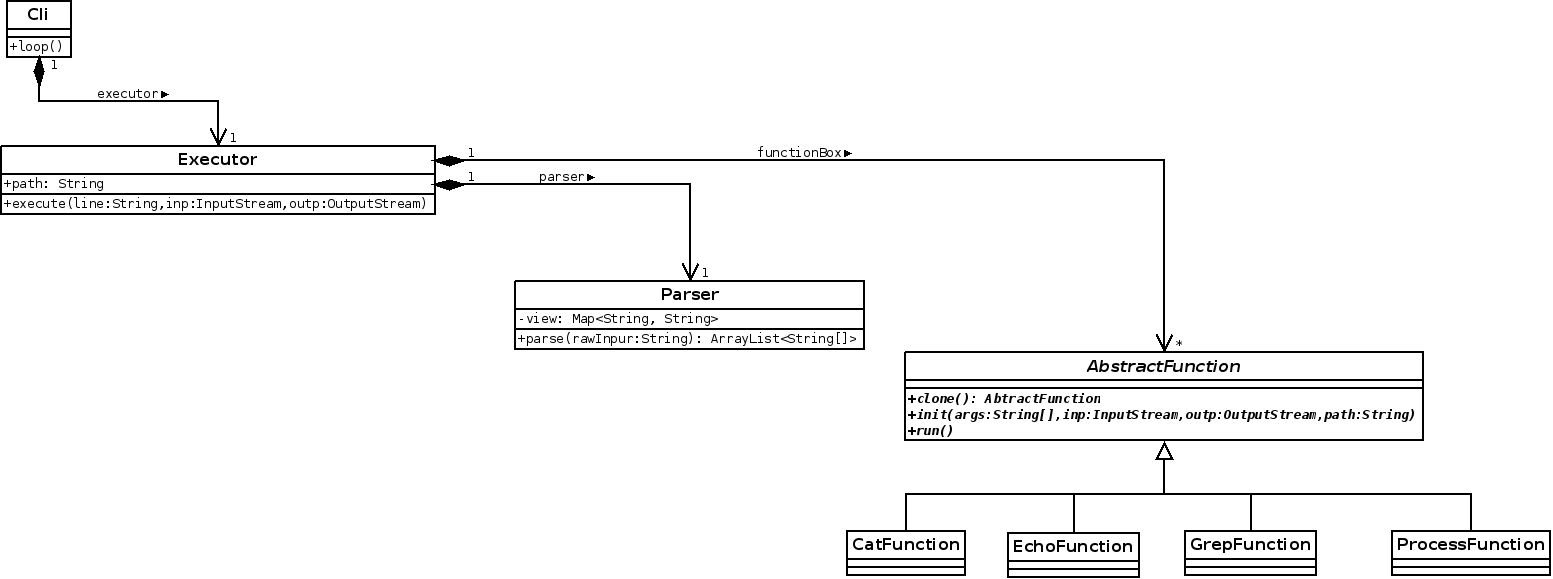 Cli
+loop()
1
executor►
1
Executor
+path: String
+execute(line:String,inp:InputStream,outp:OutputStream)
1
functionBox►
1
parser►
1
Parser
-view: Map<String, String>
+parse(rawInpur:String): ArrayList<String[]>
*
AbstractFunction
+clone(): AbtractFunction
+init(args:String[],inp:InputStream,outp:OutputStream,path:String)
+run()
CatFunction
EchoFunction
GrepFunction
ProcessFunction